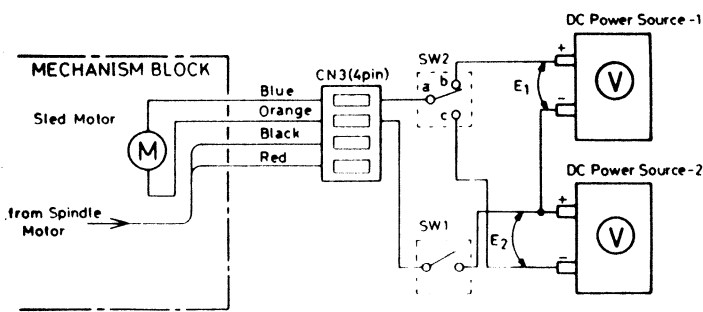 DC Power Source-1
SW2
+
E1
V
−
MECHANISM BLOCK
CN3(4pin)
a
b
c
Blue
Orange
Black
Red
Sled Motor
M
DC Power Source-2
+
E2
V
−
SW1
from Spindle
Motor